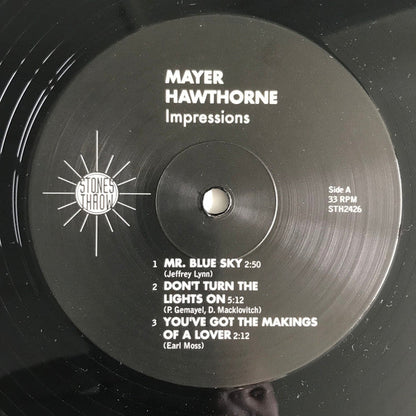 MAYER
HAWTHORNE
Impressions
STONES
THROW
Side A
33 RPM
STH2426
1 MR. BLUE SKY 2:50
(Jeffrey Lynn)
2 DON'T TURN THE
LIGHTS ON 5:12
(P. Gemayel, D. Macklovitch)
3 YOU'VE GOT THE MAKINGS
OF A LOVER 2:12
(Earl Moss)